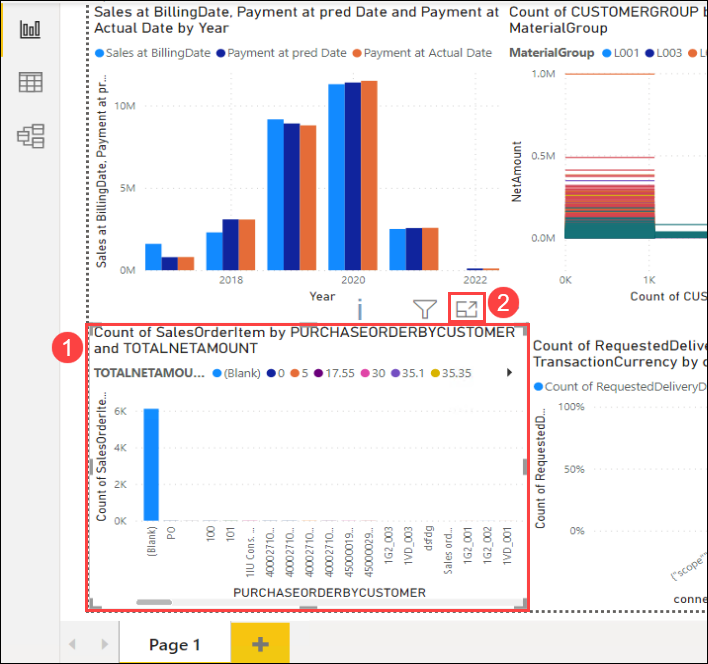 Sales at BillingDate, Payment at pred Date and Payment at
Actual Date by Year
Sales at BillingDate Payment at pred Date Payment at Actual Date
Sales at BillingDate, Payment at pr...
10M
5M
0M
2018
2020
2022
Year
Count of CUSTOMERGROUP b
MaterialGroup
MaterialGroup L001 L003 L
NetAmount
1.0M
0.5M
0.0M
0K
1K
Count of CUS
i
2
1
Count of SalesOrderItem by PURCHASEORDERBYCUSTOMER
and TOTALNETAMOUNT
TOTALNETAMOU... (Blank) 0 5 17.55 30 35.1 35.35
Count of SalesOrderIte...
6K
4K
2K
0K
(Blank)
PO
100
101
1IU Cons. ...
40002710...
40002710...
40002710...
40002710...
45000019...
45000029...
1G2_003
1VD_003
dsfdg
Sales ord...
1G2_001
1G2_002
1VD_001
PURCHASEORDERBYCUSTOMER
Count of RequestedDelive
TransactionCurrency by c
Count of RequestedDeliveryD
Count of RequestedD...
100%
50%
0%
{"scope"
conne
Page 1
+